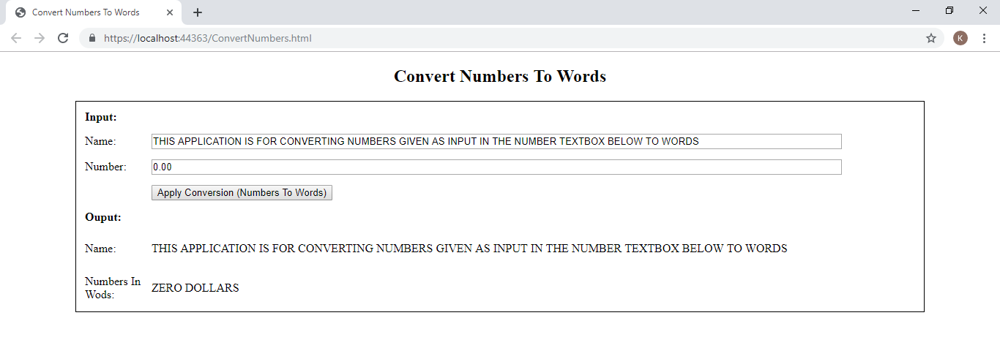 Convert Numbers To Words
https://localhost:44363/ConvertNumbers.html
K
Convert Numbers To Words
Input:
Name: THIS APPLICATION IS FOR CONVERTING NUMBERS GIVEN AS INPUT IN THE NUMBER TEXTBOX BELOW TO WORDS
Number: 0.00
Apply Conversion (Numbers To Words)
Ouput:
Name: THIS APPLICATION IS FOR CONVERTING NUMBERS GIVEN AS INPUT IN THE NUMBER TEXTBOX BELOW TO WORDS
Numbers In
Wods: ZERO DOLLARS